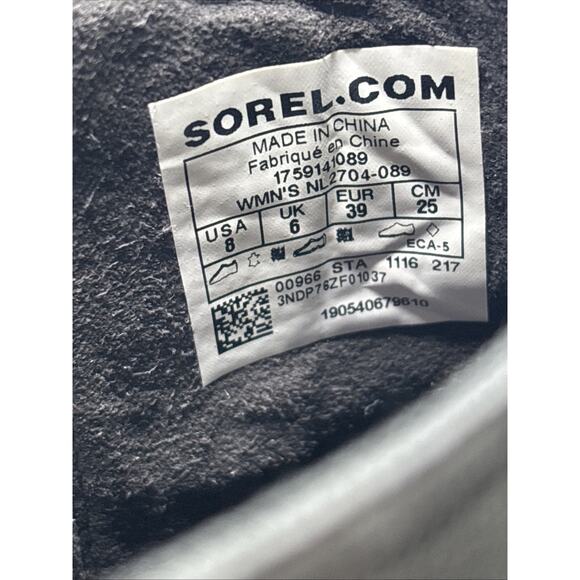 SOREL.COM
MADE IN CHINA
Fabriqué en Chine
1759141089
WMN'S NL2704-089
USA UK EUR CM
8 6 39 25
ECA-5
00966 STA 1116 217
3NDP76ZF01037
190540679610